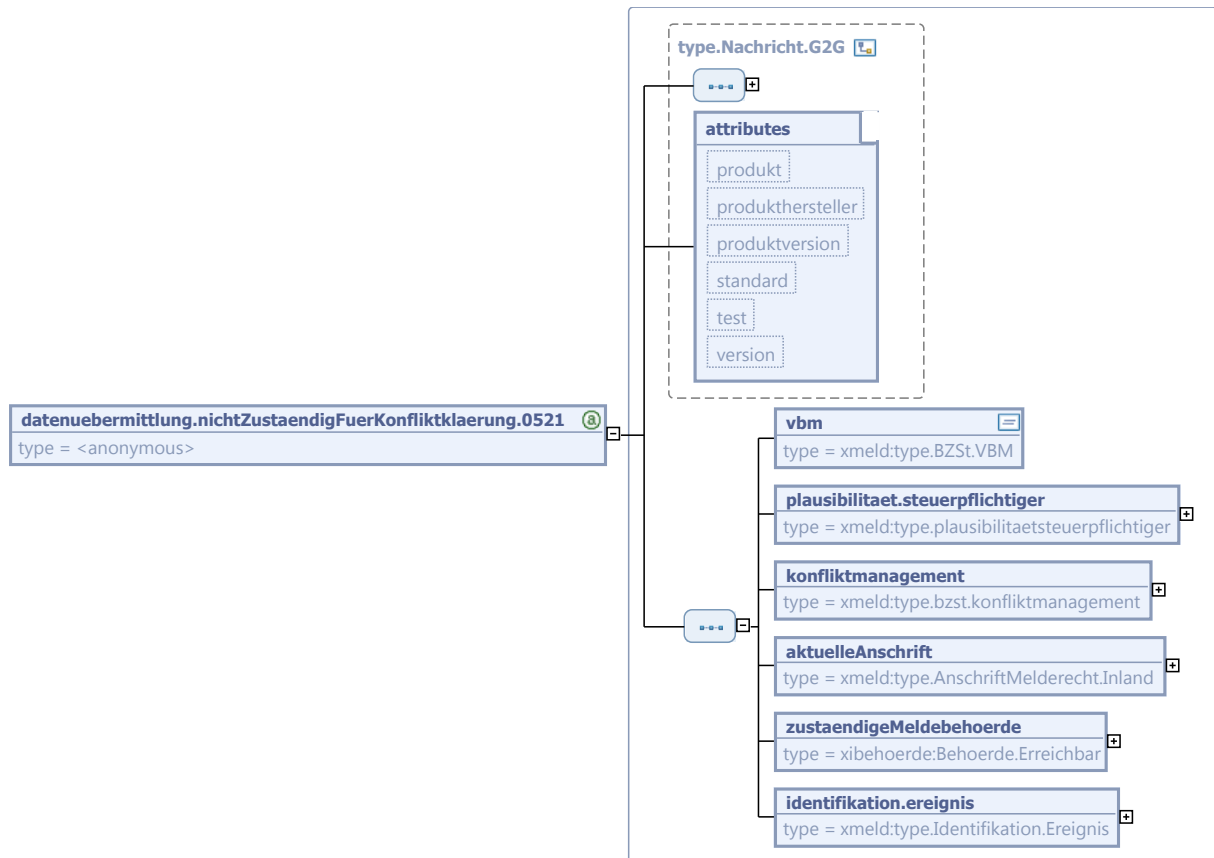 type.Nachricht.G2G
attributes
produkt
produkthersteller
produktversion
standard
test
version
datenuebermittlung.nichtZustaendigFuerKonfliktklaerung.0521
a
type = <anonymous>
vbm
type = xmeld:type.BZSt.VBM
plausibilitaet.steuerpflichtiger
type = xmeld:type.plausibilitaetsteuerpflichtiger
konfliktmanagement
type = xmeld:type.bzst.konfliktmanagement
aktuelleAnschrift
type = xmeld:type.AnschriftMelderecht.Inland
zustaendigeMeldebehoerde
type = xibehoerde:Behoerde.Erreichbar
identifikation.ereignis
type = xmeld:type.Identifikation.Ereignis